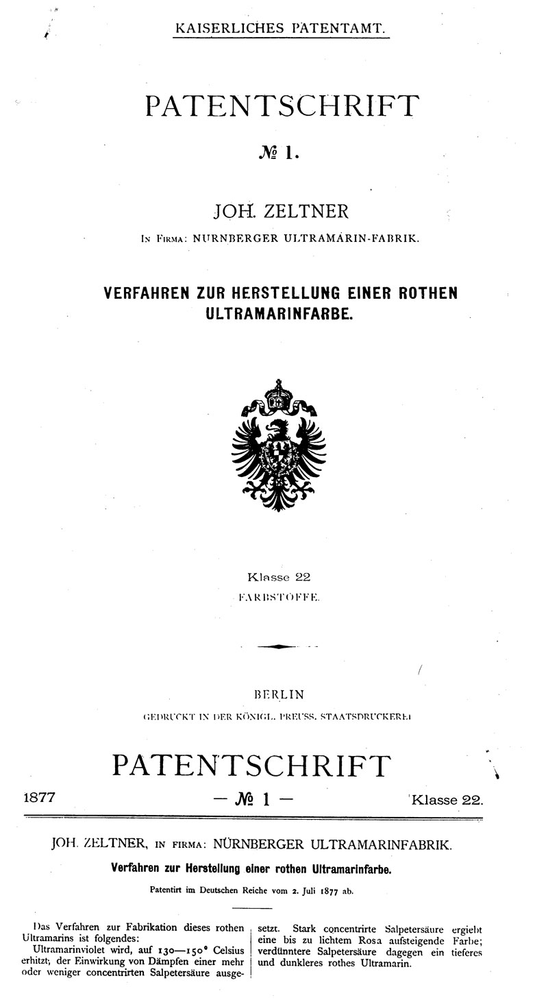 KAISERLICHES PATENTAMT.
PATENTSCHRIFT
№ 1.
JOH. ZELTNER
IN FIRMA: NURNBERGER ULTRAMARIN-FABRIK.
VERFAHREN ZUR HERSTELLUNG EINER ROTHEN
ULTRAMARINFARBE.
Klasse 22
FARBSTOFFE.
BERLIN
GEDRUCKT IN DER KÖNIGL. PREUSS. STAATSDRUCKEREI
PATENTSCHRIFT
1877 — № 1 — Klasse 22.
JOH. ZELTNER, IN FIRMA: NÜRNBERGER ULTRAMARINFABRIK.
Verfahren zur Herstellung einer rothen Ultramarinfarbe.
Patentirt im Deutschen Reiche vom 2. Juli 1877 ab.
Das Verfahren zur Fabrikation dieses rothen
Ultramarins ist folgendes:
Ultramarinviolet wird, auf 130—150° Celsius
erhitzt, der Einwirkung von Dämpfen einer mehr
oder weniger concentrirten Salpetersäure ausge-
setzt. Stark concentrirte Salpetersäure ergiebt
eine bis zu lichtem Rosa aufsteigende Farbe;
verdünntere Salpetersäure dagegen ein tieferes
und dunkleres rothes Ultramarin.